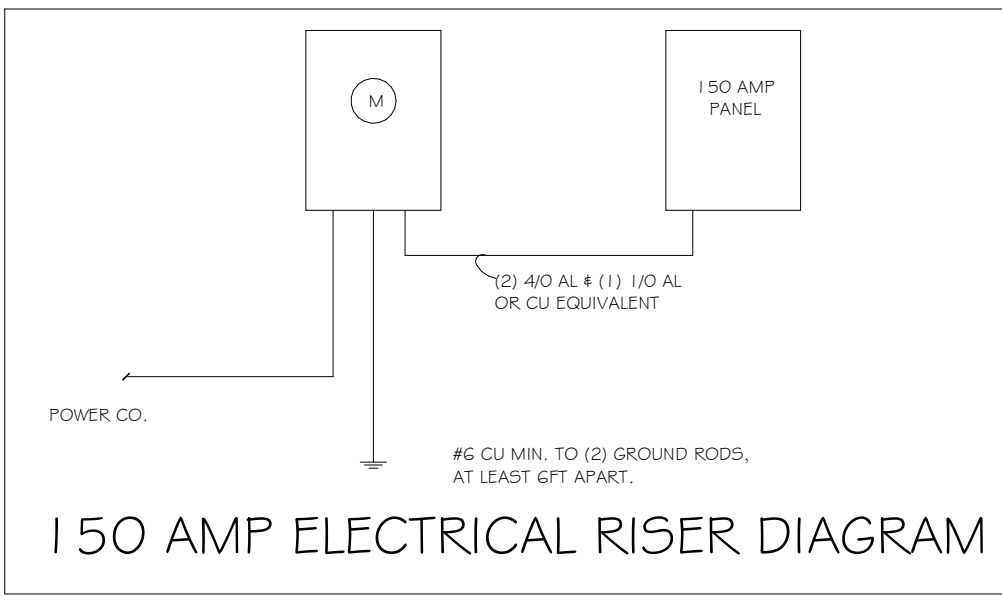 M
150 AMP
PANEL
(2) 4/0 AL & (1) 1/0 AL
OR CU EQUIVALENT
POWER CO.
#6 CU MIN. TO (2) GROUND RODS,
AT LEAST 6FT APART.
150 AMP ELECTRICAL RISER DIAGRAM